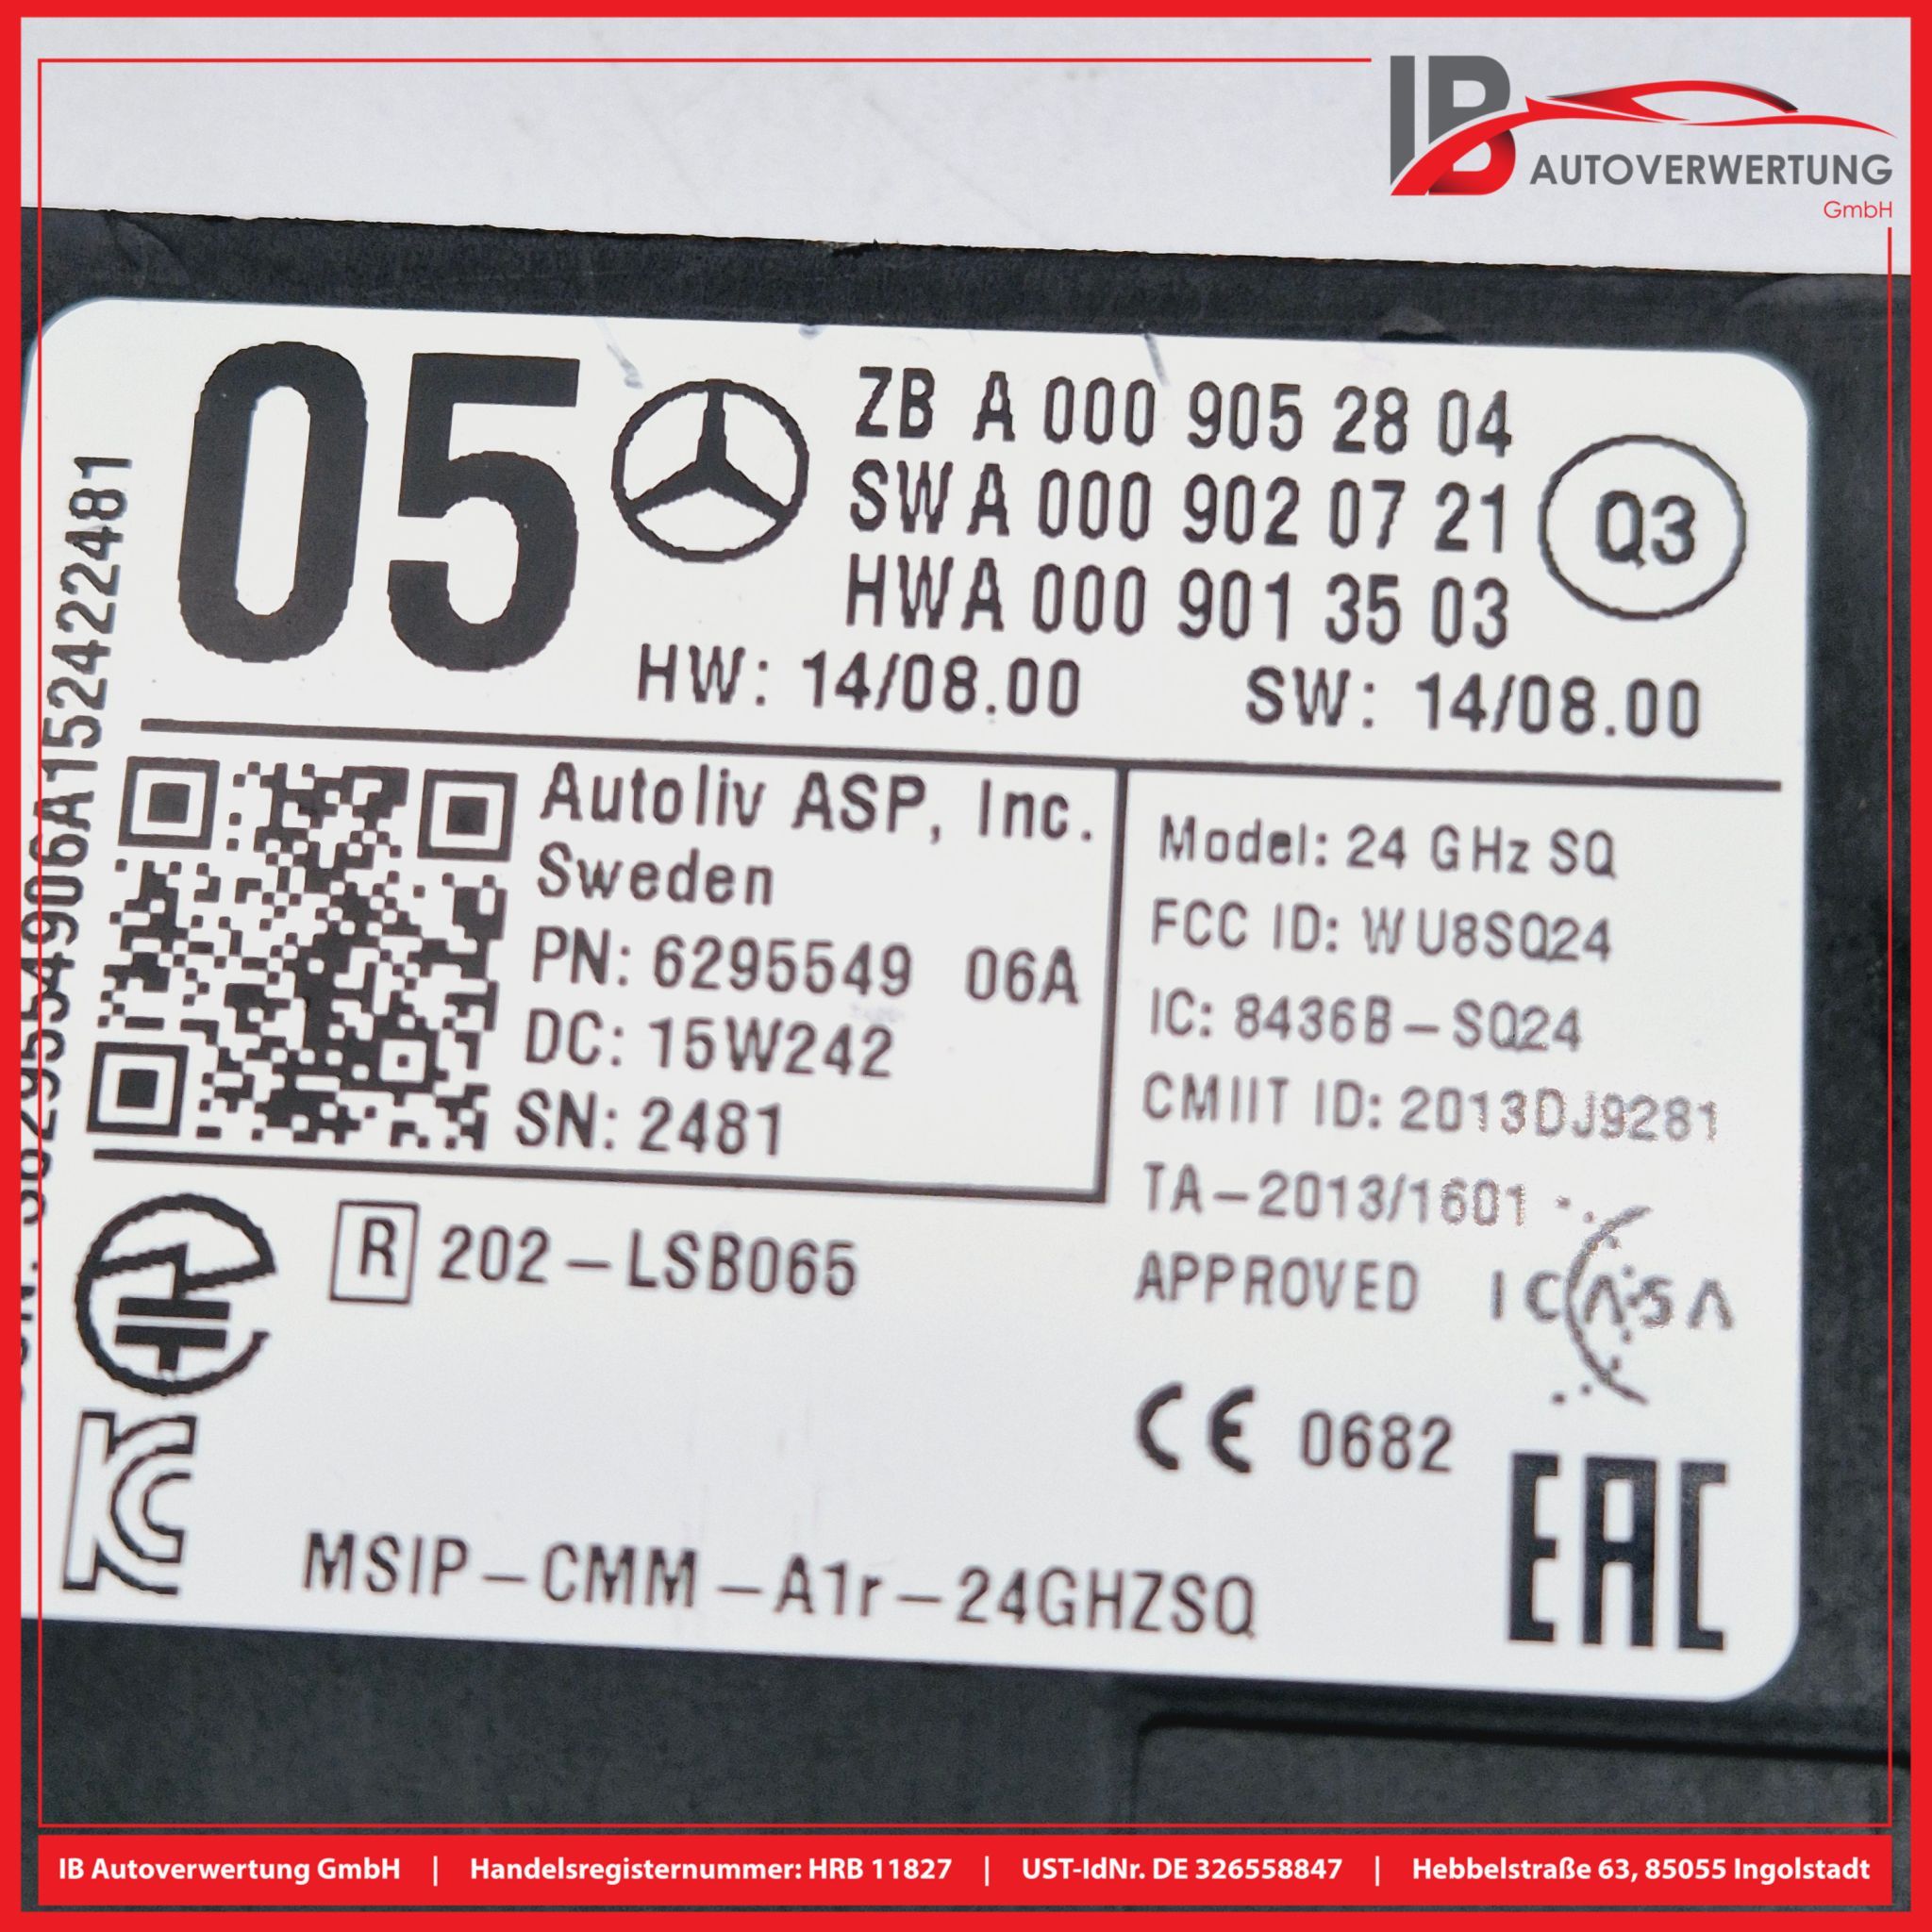 IB
AUTOVERWERTUNG
GmbH
05
ZB A 000 905 28 04
SWA 000 902 07 21
HWA 000 901 35 03
Q3
HW: 14/08.00 SW: 14/08.00
Autoliv ASP, Inc.
Sweden
PN: 6295549 06A
DC: 15W242
SN: 2481
Model: 24 GHz SQ
FCC ID: WU8SQ24
IC: 8436B-SQ24
CMIIT ID: 2013DJ9281
TA-2013/1601
APPROVED ICASA
R 202-LSB065
CE 0682
EAC
KC
MSIP-CMM-A1r-24GHZSQ
IB Autoverwertung GmbH | Handelsregisternummer: HRB 11827 | UST-IdNr. DE 326558847 | Hebbelstraße 63, 85055 Ingolstadt